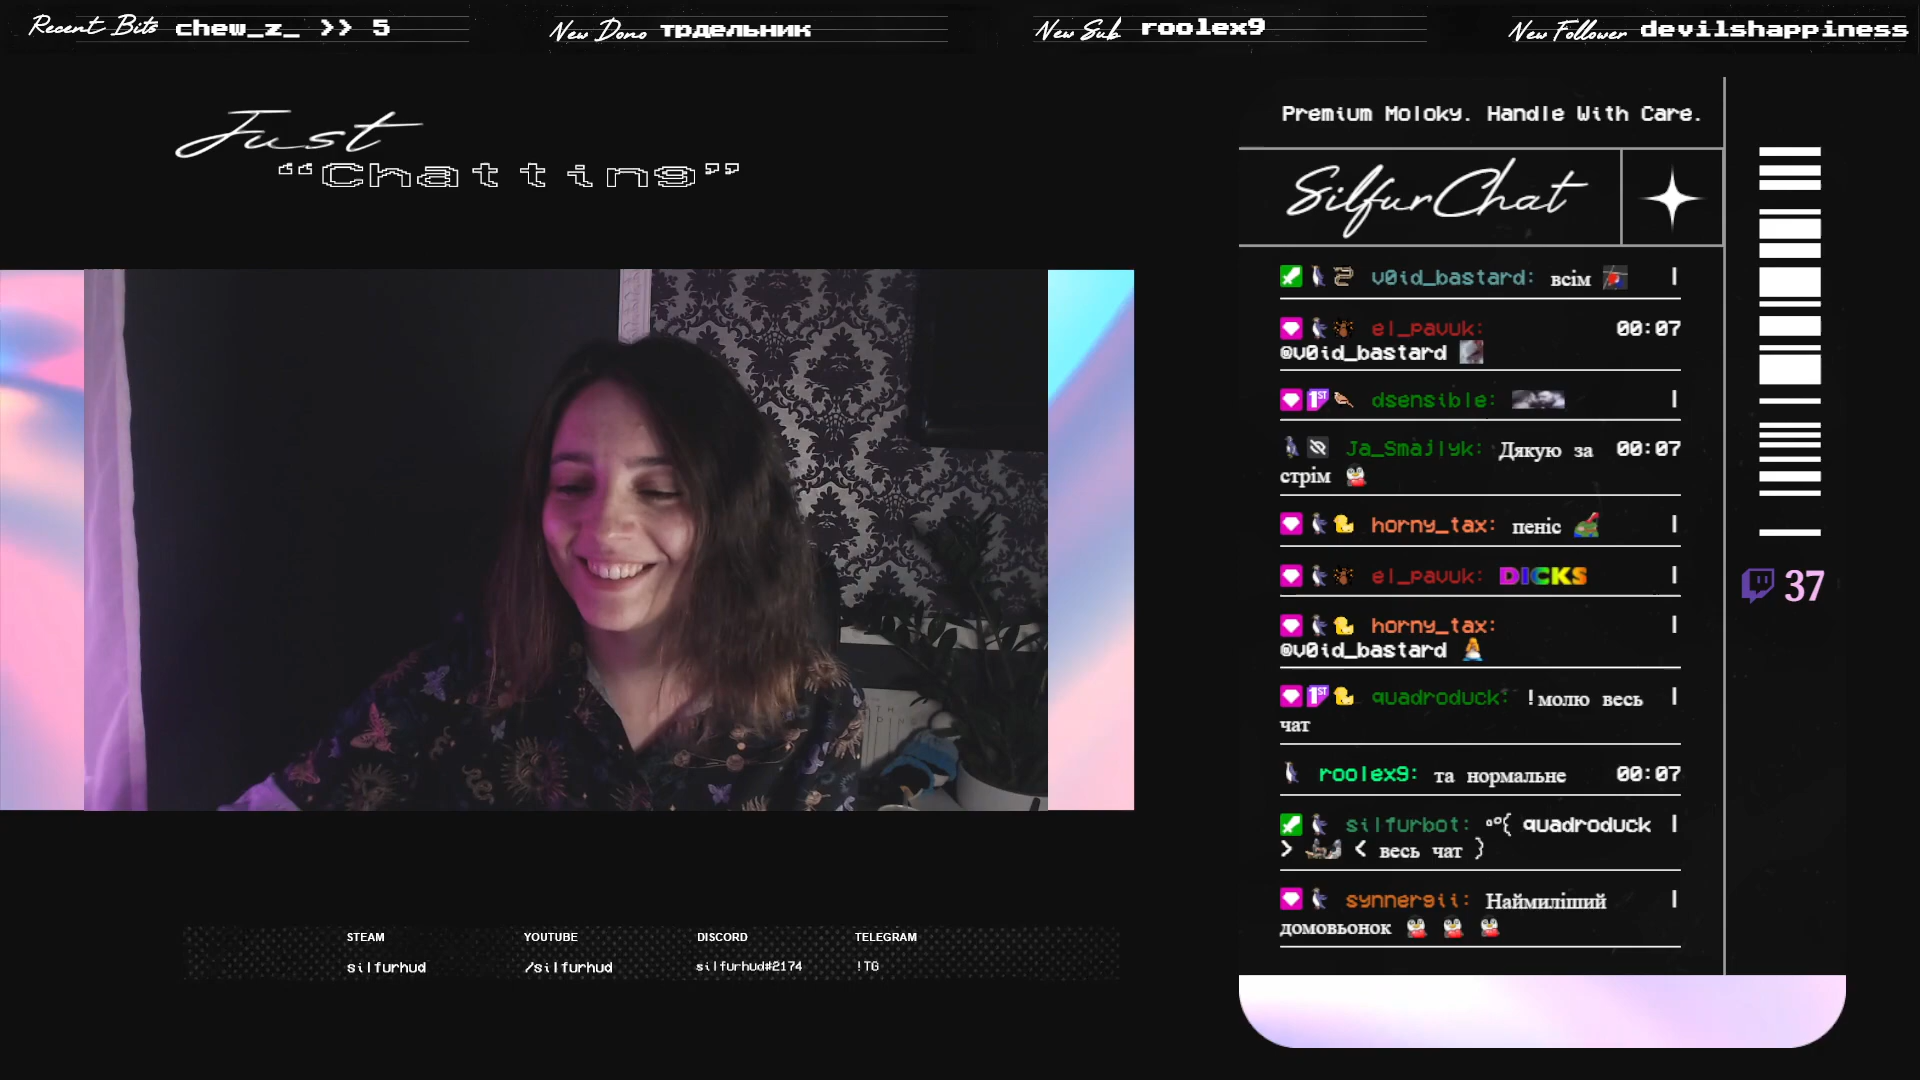 Recent Bits chew_z_ >> 5
New Dono трдельник
New Sub roolex9
New Follower devilshappiness
Just
“Chatting”
Premium Moloky. Handle With Care.
SilfurChat
v0id_bastard: всім
el_pavuk: 00:07
@v0id_bastard
1ST dsensible:
Ja_Smajlyk: Дякую за 00:07
стрім
horny_tax: пеніс
el_pavuk: DICKS
horny_tax:
@v0id_bastard
1ST quadroduck: !молю весь
чат
roolex9: та нормальне 00:07
silfurbot: °º{ quadroduck
> < весь чат }
synnergii: Наймиліший
домовьонок
37
STEAM
silfurhud
YOUTUBE
/silfurhud
DISCORD
silfurhud#2174
TELEGRAM
!TG